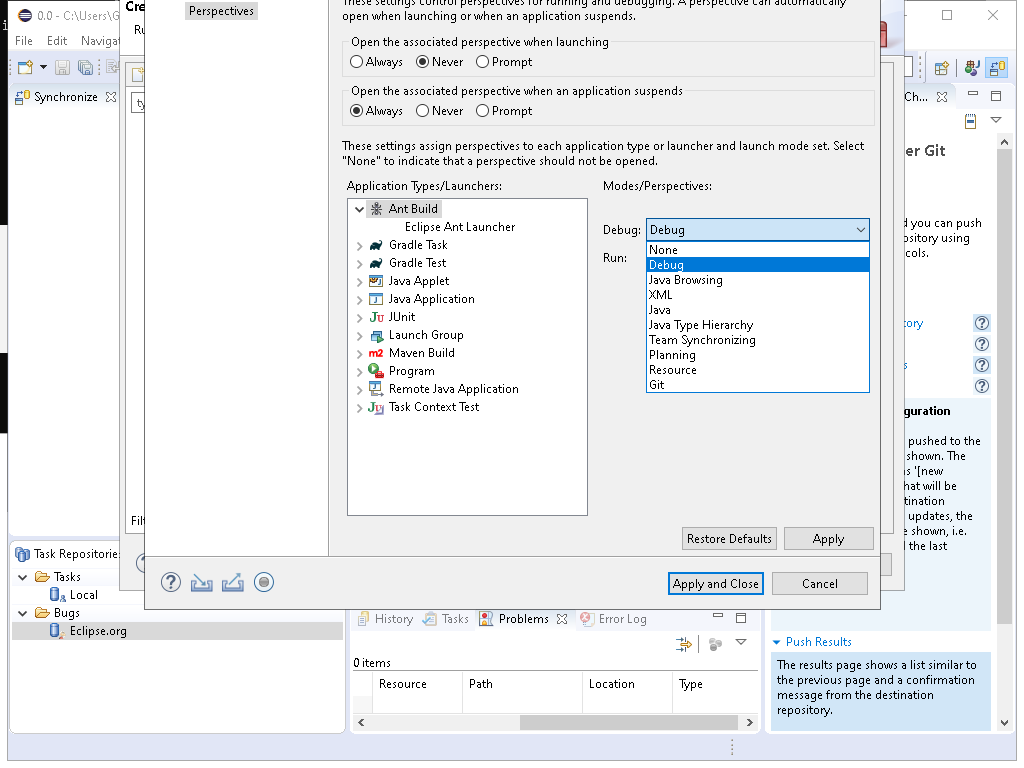 0.0 - C:\Users\G
File Edit Navigat
Synchronize
Task Repositories
Tasks
Local
Bugs
Eclipse.org
Cre
Perspectives
These settings control perspectives for running and debugging. A perspective can automatically
open when launching or when an application suspends.
Open the associated perspective when launching
Always Never Prompt
Open the associated perspective when an application suspends
Always Never Prompt
These settings assign perspectives to each application type or launcher and launch mode set. Select
"None" to indicate that a perspective should not be opened.
Application Types/Launchers:
Ant Build
Eclipse Ant Launcher
Gradle Task
Gradle Test
Java Applet
Java Application
JUnit
Launch Group
Maven Build
Program
Remote Java Application
Task Context Test
Modes/Perspectives:
Debug: Debug
Run:
None
Debug
Java Browsing
XML
Java
Java Type Hierarchy
Team Synchronizing
Planning
Resource
Git
Restore Defaults Apply
Apply and Close Cancel
History Tasks Problems Error Log
0 items
Resource Path Location Type
Ch...
er Git
d you can push
ository using
cols.
tory
s
guration
pushed to the
shown. The
s '[new
hat will be
tination
updates, the
e shown, i.e.
d the last
Push Results
The results page shows a list similar to
the previous page and a confirmation
message from the destination
repository.